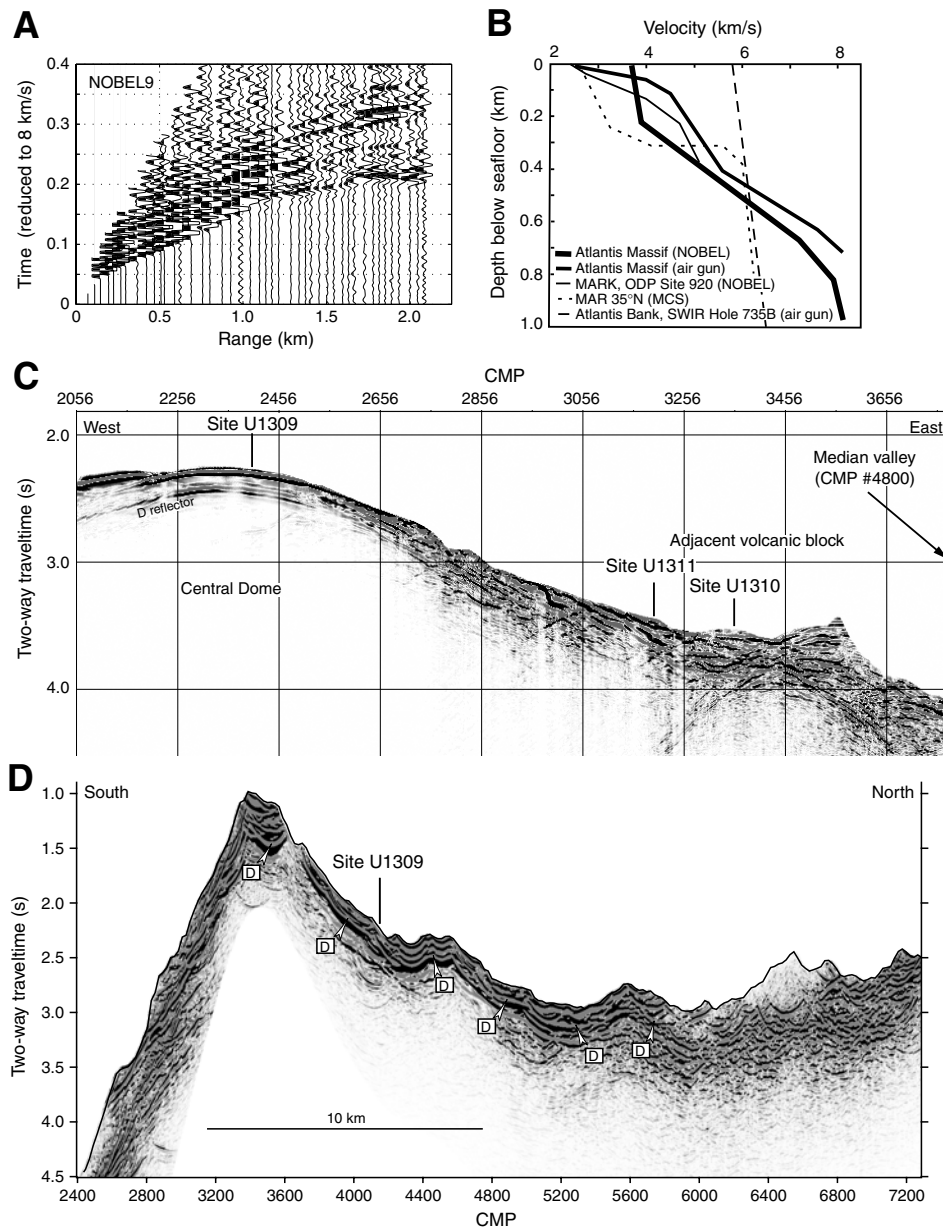 A
NOBEL9
Time (reduced to 8 km/s)
0.4
0.3
0.2
0.1
0
0 0.5 1.0 1.5 2.0
Range (km)
B
Velocity (km/s)
2 4 6 8
Depth below seafloor (km)
0
0.2
0.4
0.6
0.8
1.0
Atlantis Massif (NOBEL)
Atlantis Massif (air gun)
MARK, ODP Site 920 (NOBEL)
MAR 35°N (MCS)
Atlantis Bank, SWIR Hole 735B (air gun)
C
CMP
2056 2256 2456 2656 2856 3056 3256 3456 3656
West
East
Site U1309
Median valley
(CMP #4800)
D reflector
Adjacent volcanic block
Site U1311
Site U1310
Central Dome
Two-way traveltime (s)
2.0
3.0
4.0
D
South
North
Site U1309
D
D
D
D
D
D
10 km
Two-way traveltime (s)
1.0
1.5
2.0
2.5
3.0
3.5
4.0
4.5
2400 2800 3200 3600 4000 4400 4800 5200 5600 6000 6400 6800 7200
CMP